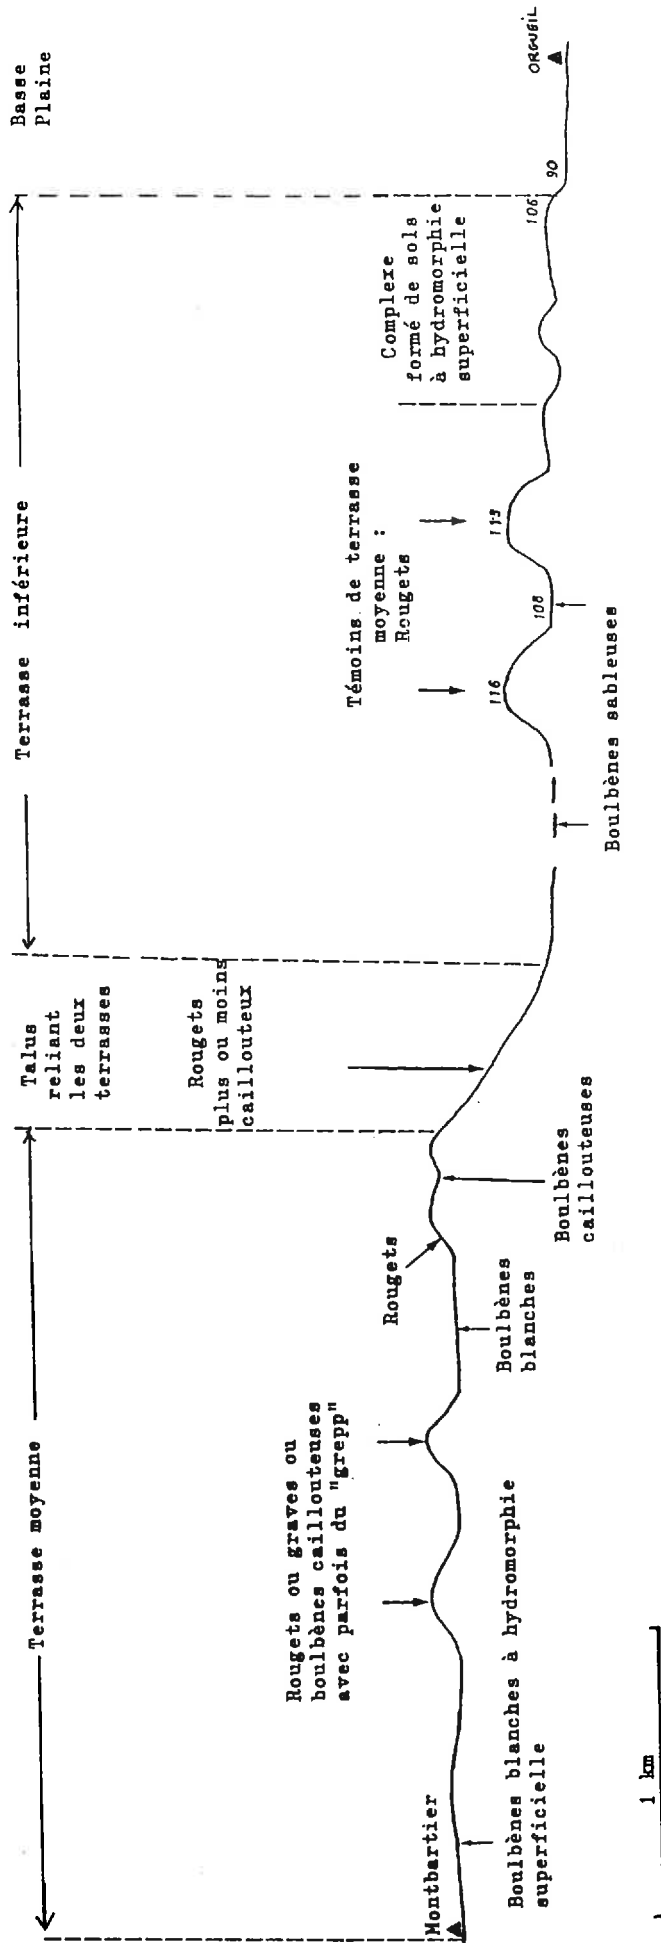 Terrasse moyenne
Talus
reliant
les deux
terrasses
Terrasse inférieure
Basse
Plaine
Rougets ou graves ou
boulbènes caillouteuses
avec parfois du "grepp"
Rougets
Rougets
plus ou moins
caillouteux
Témoins de terrasse
moyenne :
Rougets
Complexe
formé de sols
à hydromorphie
superficielle
Montbartier
116
108
113
106
90
ORGUEIL
Boulbènes blanches à hydromorphie
superficielle
Boulbènes
blanches
Boulbènes
caillouteuses
Boulbènes sableuses
1 km